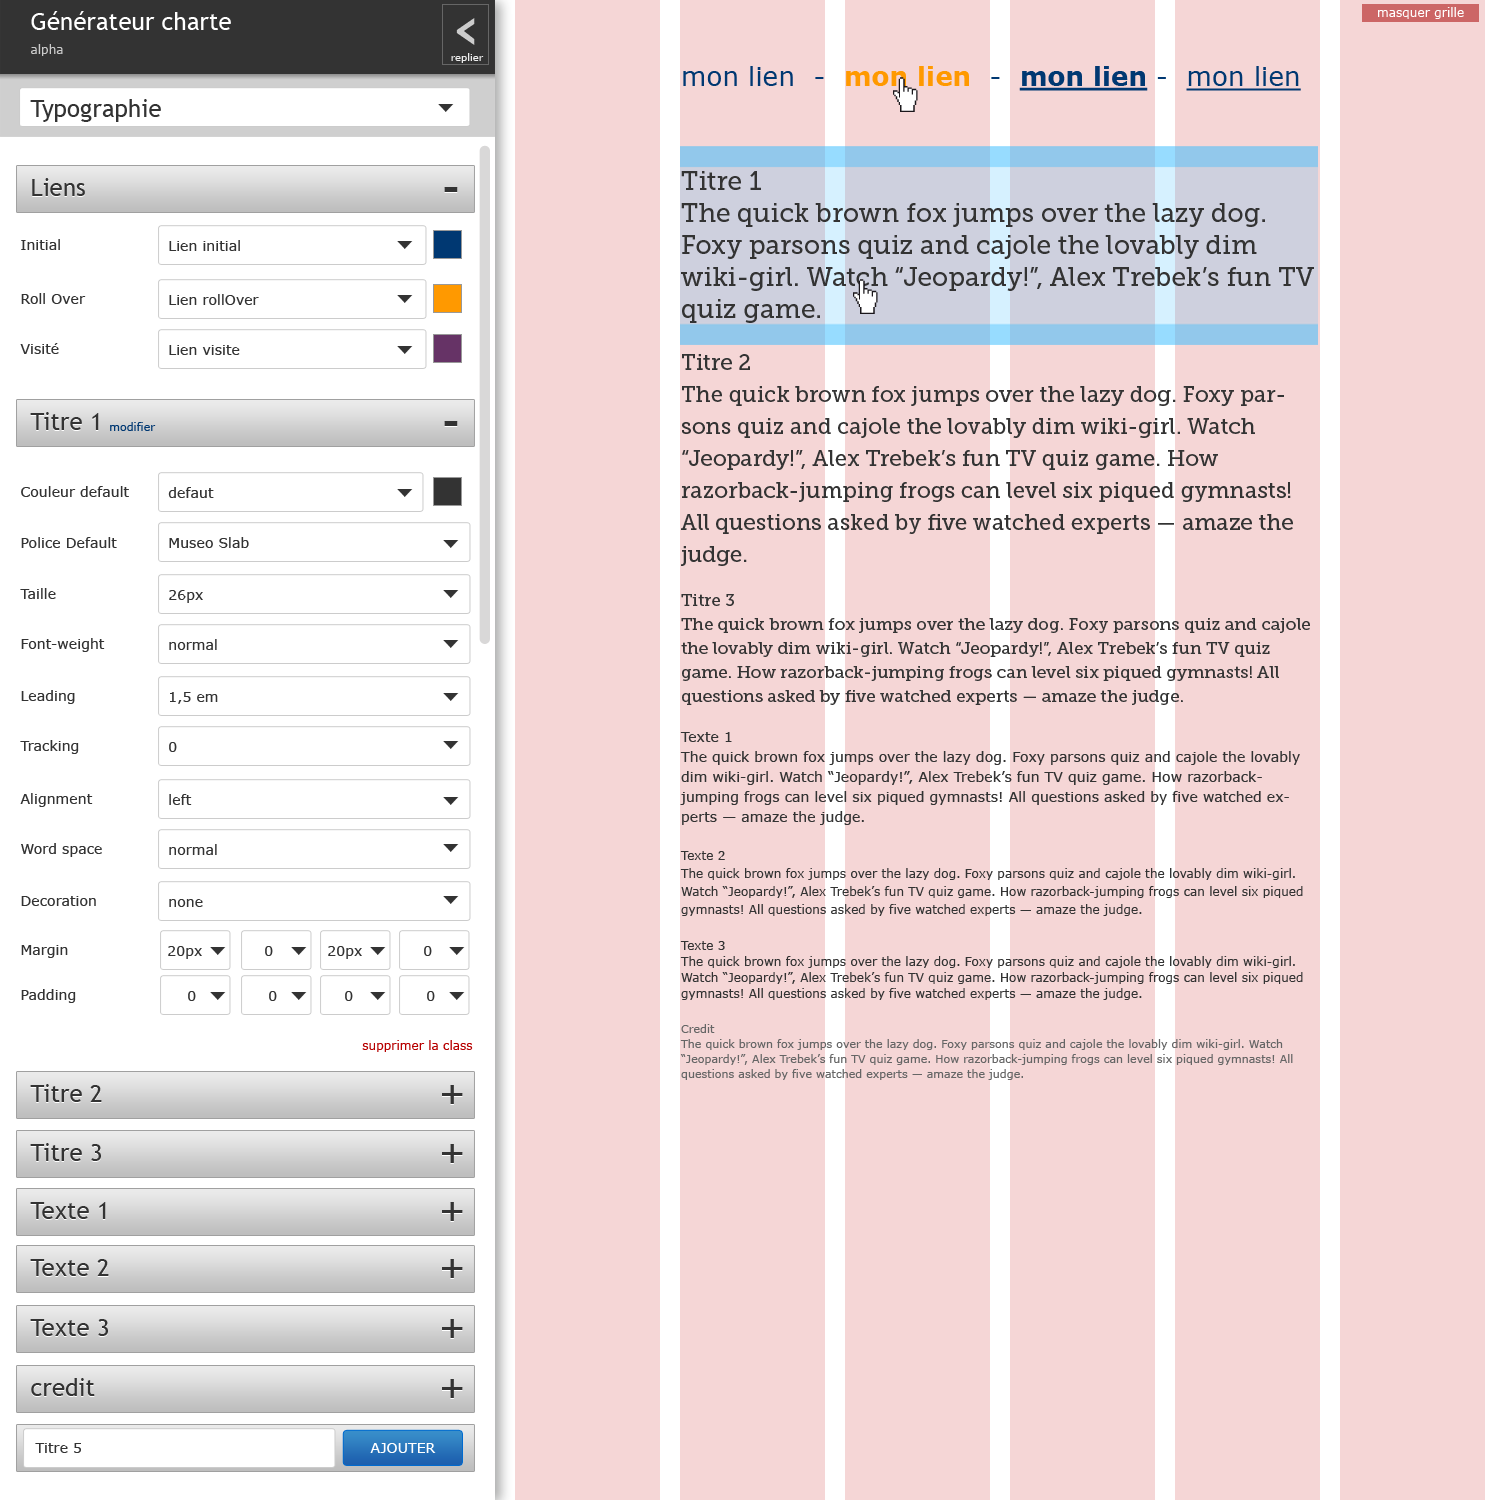 Générateur charte
alpha
replier
Typographie
Liens
Initial Lien initial
Roll Over Lien rollOver
Visité Lien visite
Titre 1 modifier
Couleur default defaut
Police Default Museo Slab
Taille 26px
Font-weight normal
Leading 1,5 em
Tracking 0
Alignment left
Word space normal
Decoration none
Margin 20px 0 20px 0
Padding 0 0 0 0
supprimer la class
Titre 2
Titre 3
Texte 1
Texte 2
Texte 3
credit
Titre 5 AJOUTER
masquer grille
mon lien - mon lien - mon lien - mon lien
Titre 1
The quick brown fox jumps over the lazy dog.
Foxy parsons quiz and cajole the lovably dim
wiki-girl. Watch “Jeopardy!”, Alex Trebek’s fun TV
quiz game.
Titre 2
The quick brown fox jumps over the lazy dog. Foxy par-
sons quiz and cajole the lovably dim wiki-girl. Watch
“Jeopardy!”, Alex Trebek’s fun TV quiz game. How
razorback-jumping frogs can level six piqued gymnasts!
All questions asked by five watched experts — amaze the
judge.
Titre 3
The quick brown fox jumps over the lazy dog. Foxy parsons quiz and cajole
the lovably dim wiki-girl. Watch “Jeopardy!”, Alex Trebek’s fun TV quiz
game. How razorback-jumping frogs can level six piqued gymnasts! All
questions asked by five watched experts — amaze the judge.
Texte 1
The quick brown fox jumps over the lazy dog. Foxy parsons quiz and cajole the lovably
dim wiki-girl. Watch “Jeopardy!”, Alex Trebek’s fun TV quiz game. How razorback-
jumping frogs can level six piqued gymnasts! All questions asked by five watched ex-
perts — amaze the judge.
Texte 2
The quick brown fox jumps over the lazy dog. Foxy parsons quiz and cajole the lovably dim wiki-girl.
Watch “Jeopardy!”, Alex Trebek’s fun TV quiz game. How razorback-jumping frogs can level six piqued
gymnasts! All questions asked by five watched experts — amaze the judge.
Texte 3
The quick brown fox jumps over the lazy dog. Foxy parsons quiz and cajole the lovably dim wiki-girl.
Watch “Jeopardy!”, Alex Trebek’s fun TV quiz game. How razorback-jumping frogs can level six piqued
gymnasts! All questions asked by five watched experts — amaze the judge.
Credit
The quick brown fox jumps over the lazy dog. Foxy parsons quiz and cajole the lovably dim wiki-girl. Watch
“Jeopardy!”, Alex Trebek’s fun TV quiz game. How razorback-jumping frogs can level six piqued gymnasts! All
questions asked by five watched experts — amaze the judge.